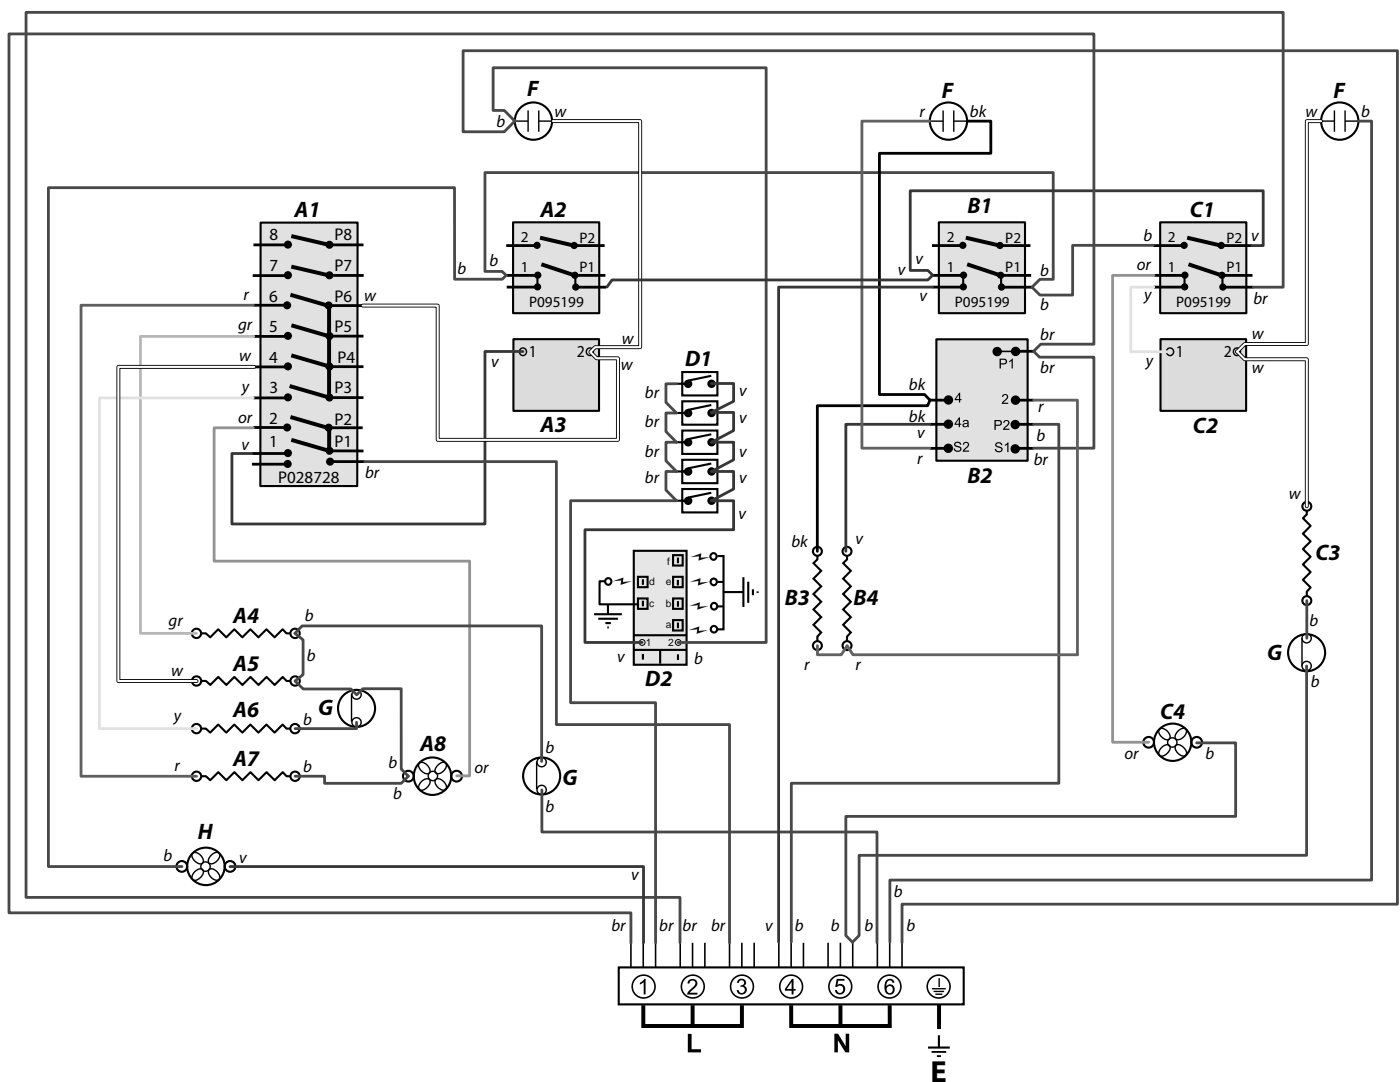 F
F
F
b
w
r
bk
w
b
A1
A2
B1
C1
8
P8
7
P7
6
P6
5
P5
4
P4
3
P3
2
P2
1
P1
P028728
r
gr
w
y
or
v
w
br
b
b
2
P2
1
P1
P095199
v
v
v
2
P2
1
P1
P095199
b
b
b
or
y
2
P2
1
P1
P095199
v
br
v
1
2
w
w
A3
D1
br
br
br
br
v
v
v
v
v
P1
4
2
4a
P2
S2
S1
bk
bk
v
r
br
br
r
b
br
B2
y
1
2
w
w
C2
w
C3
b
G
b
f
d
e
c
b
a
1
2
v
b
D2
bk
v
B3
B4
r
r
gr
A4
b
b
w
A5
G
y
A6
b
r
A7
b
b
b
A8
or
b
G
b
C4
or
b
H
b
v
v
br
br
br
br
v
b
b
b
b
b
1
2
3
4
5
6
L
N
E